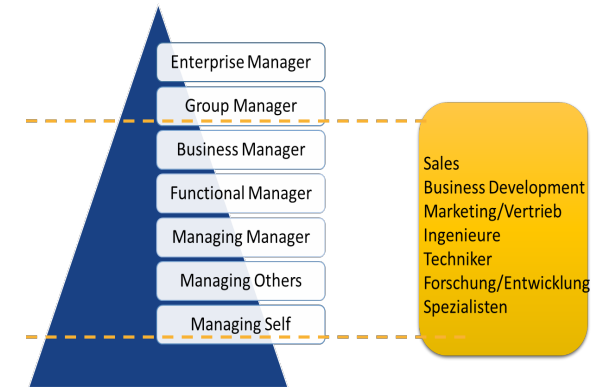 Enterprise Manager
Group Manager
Business Manager
Functional Manager
Managing Manager
Managing Others
Managing Self
Sales
Business Development
Marketing/Vertrieb
Ingenieure
Techniker
Forschung/Entwicklung
Spezialisten